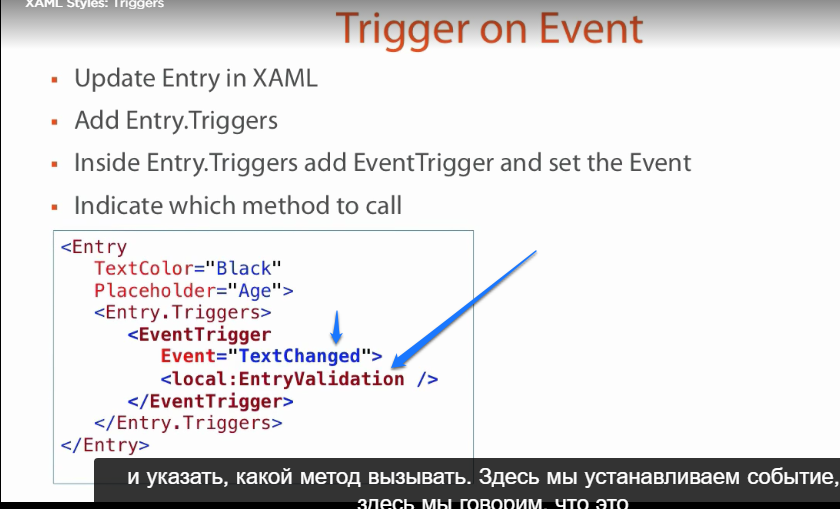 XAML Styles: Triggers
Trigger on Event
▪ Update Entry in XAML
▪ Add Entry.Triggers
▪ Inside Entry.Triggers add EventTrigger and set the Event
▪ Indicate which method to call
<Entry
TextColor="Black"
Placeholder="Age">
<Entry.Triggers>
<EventTrigger
Event="TextChanged">
<local:EntryValidation />
</EventTrigger>
</Entry.Triggers>
</Entry>
и указать, какой метод вызывать. Здесь мы устанавливаем событие,
здесь мы говорим, что это